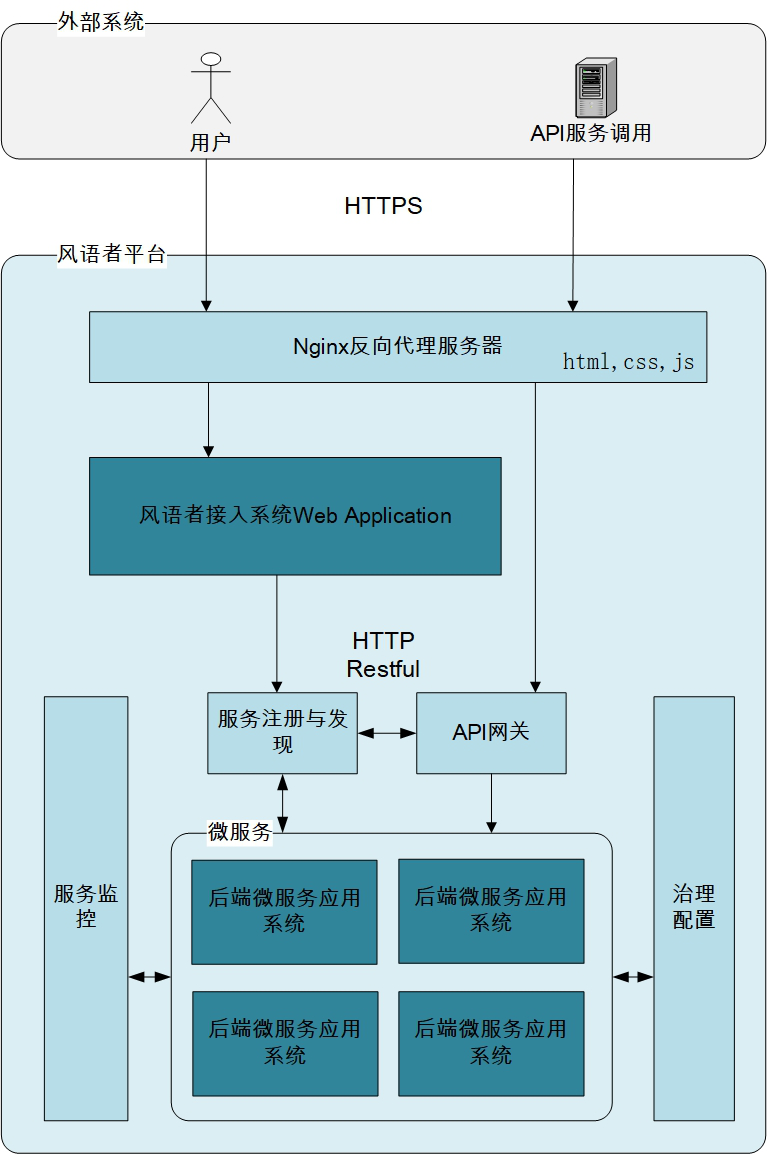 外部系统
用户
API服务调用
HTTPS
风语者平台
Nginx反向代理服务器
html,css,js
风语者接入系统Web Application
HTTP
Restful
服务注册与发
现
API网关
微服务
服务监
控
后端微服务应用
系统
后端微服务应用
系统
治理
配置
后端微服务应用
系统
后端微服务应用
系统